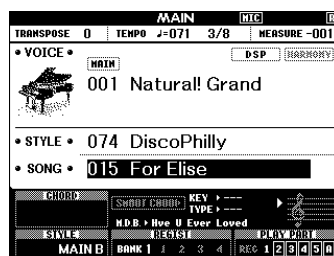 MAIN MIC
TRANSPOSE 0 TEMPO ♩=071 3/8 MEASURE -001
• VOICE • DSP HARMONY
MAIN
001 Natural! Grand
• STYLE • 074 DiscoPhilly
• SONG • 015 For Elise
CHORD SMART CHORD KEY ▸ ---
TYPE ▸ ---
M.D.B. ▸ Hve U Ever Loved
STYLE REGIST PLAY PART
MAIN B BANK 1 1 2 3 4 REC 1 2 3 4 5